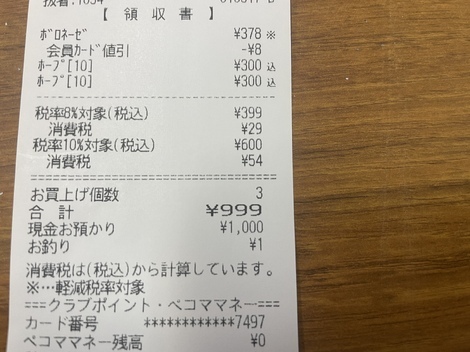 扱者:1034
【 領 収 書 】
ﾎﾞﾛﾈｰｾﾞ ¥378 ※
会員ｶｰﾄﾞ値引 -¥8
ﾎｰﾌﾟ[10] ¥300 込
ﾎｰﾌﾟ[10] ¥300 込
税率8%対象(税込) ¥399
消費税 ¥29
税率10%対象(税込) ¥600
消費税 ¥54
お買上げ個数 3
合 計 ¥999
現金お預かり ¥1,000
お釣り ¥1
消費税は(税込)から計算しています。
※…軽減税率対象
===クラブポイント・ペコママネー===
カード番号 ************7497
ペコママネー残高 ¥0